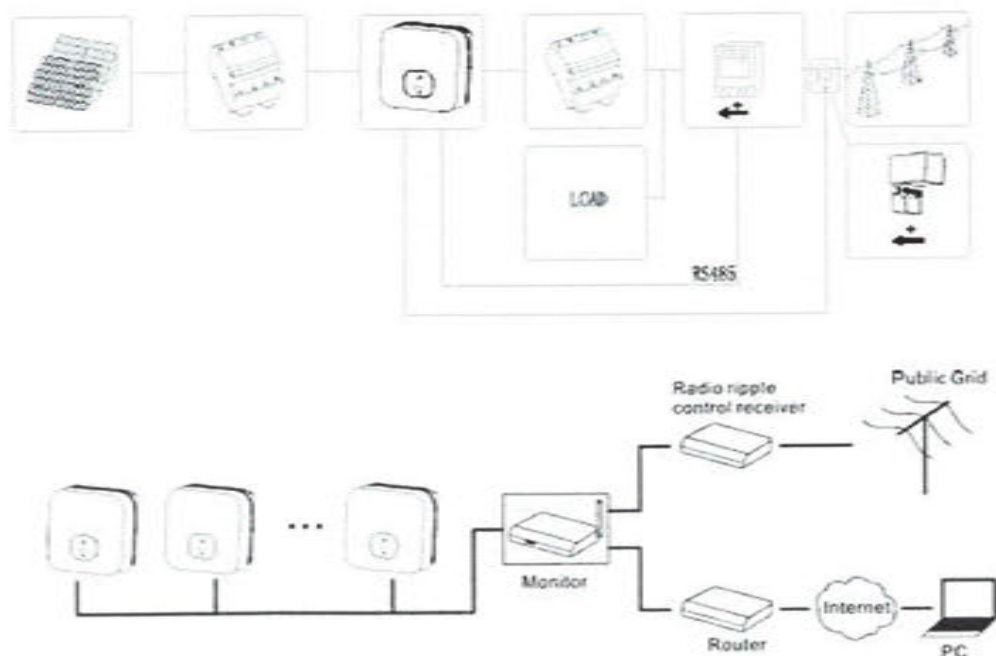 +
LOAD
+
RS485
Radio ripple
control receiver
Public Grid
...
Monitor
Router
Internet
PC